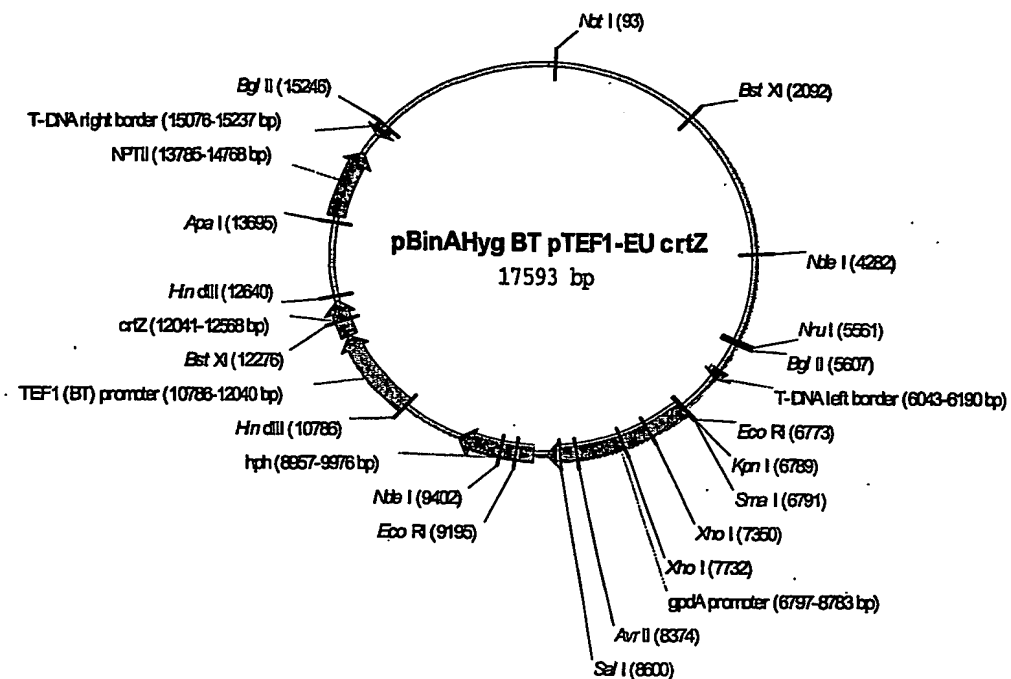 Not I (93)
Bgl II (15246)
Bst XI (2092)
T-DNA right border (15076-15237 bp)
NPTII (13785-14768 bp)
Apa I (13695)
pBinAHyg BT pTEF1-EU crtZ
17593 bp
Nde I (4282)
Hin dIII (12640)
crtZ (12041-12568 bp)
Nru I (5561)
Bst XI (12276)
Bgl II (5607)
TEF1 (BT) promoter (10786-12040 bp)
T-DNA left border (6043-6190 bp)
Hin dIII (10786)
Eco RI (6773)
hph (8957-9976 bp)
Kpn I (6789)
Nde I (9402)
Sma I (6791)
Eco RI (9195)
Xho I (7350)
Xho I (7732)
gpdA promoter (6797-8783 bp)
Avr II (8374)
Sal I (8600)